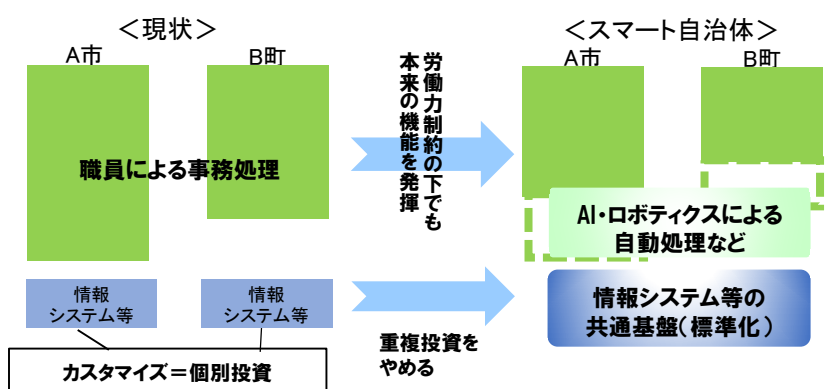 ＜現状＞
A市
B町
職員による事務処理
情報
システム等
情報
システム等
カスタマイズ＝個別投資
労働力制約の下でも
本来の機能を発揮
重複投資を
やめる
＜スマート自治体＞
A市
B町
AI・ロボティクスによる
自動処理など
情報システム等の
共通基盤（標準化）